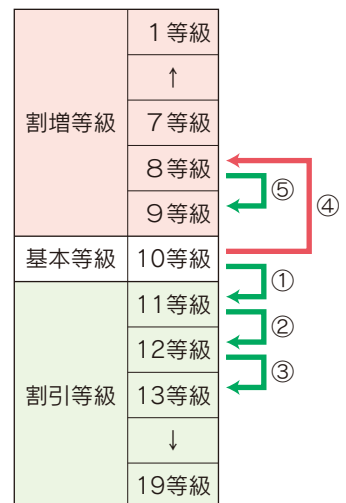 1等級
↑
割増等級 7等級
8等級
⑤
9等級
④
基本等級 10等級
①
11等級
②
12等級
③
割引等級 13等級
↓
19等級